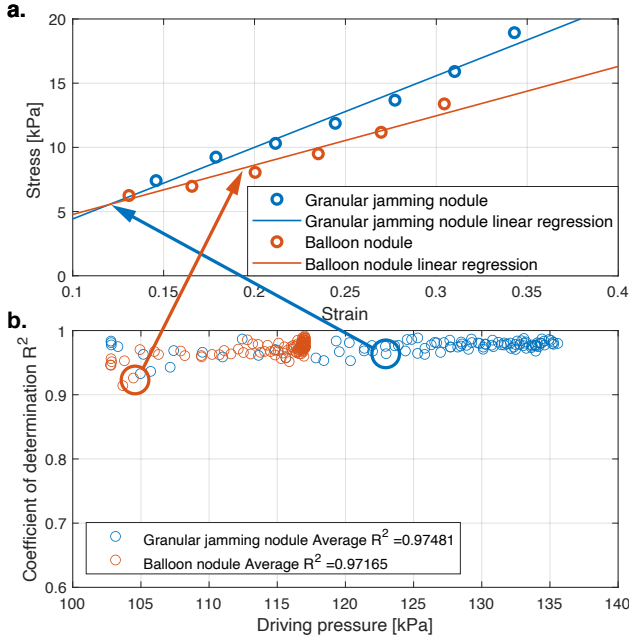 a.
20
15
10
5
0
Stress [kPa]
0.1 0.15 0.2 0.25 0.3 0.35 0.4
Strain
Granular jamming nodule
Granular jamming nodule linear regression
Balloon nodule
Balloon nodule linear regression
b.
1
0.9
0.8
0.7
0.6
Coefficient of determination R²
Granular jamming nodule Average R² =0.97481
Balloon nodule Average R² =0.97165
100 105 110 115 120 125 130 135 140
Driving pressure [kPa]